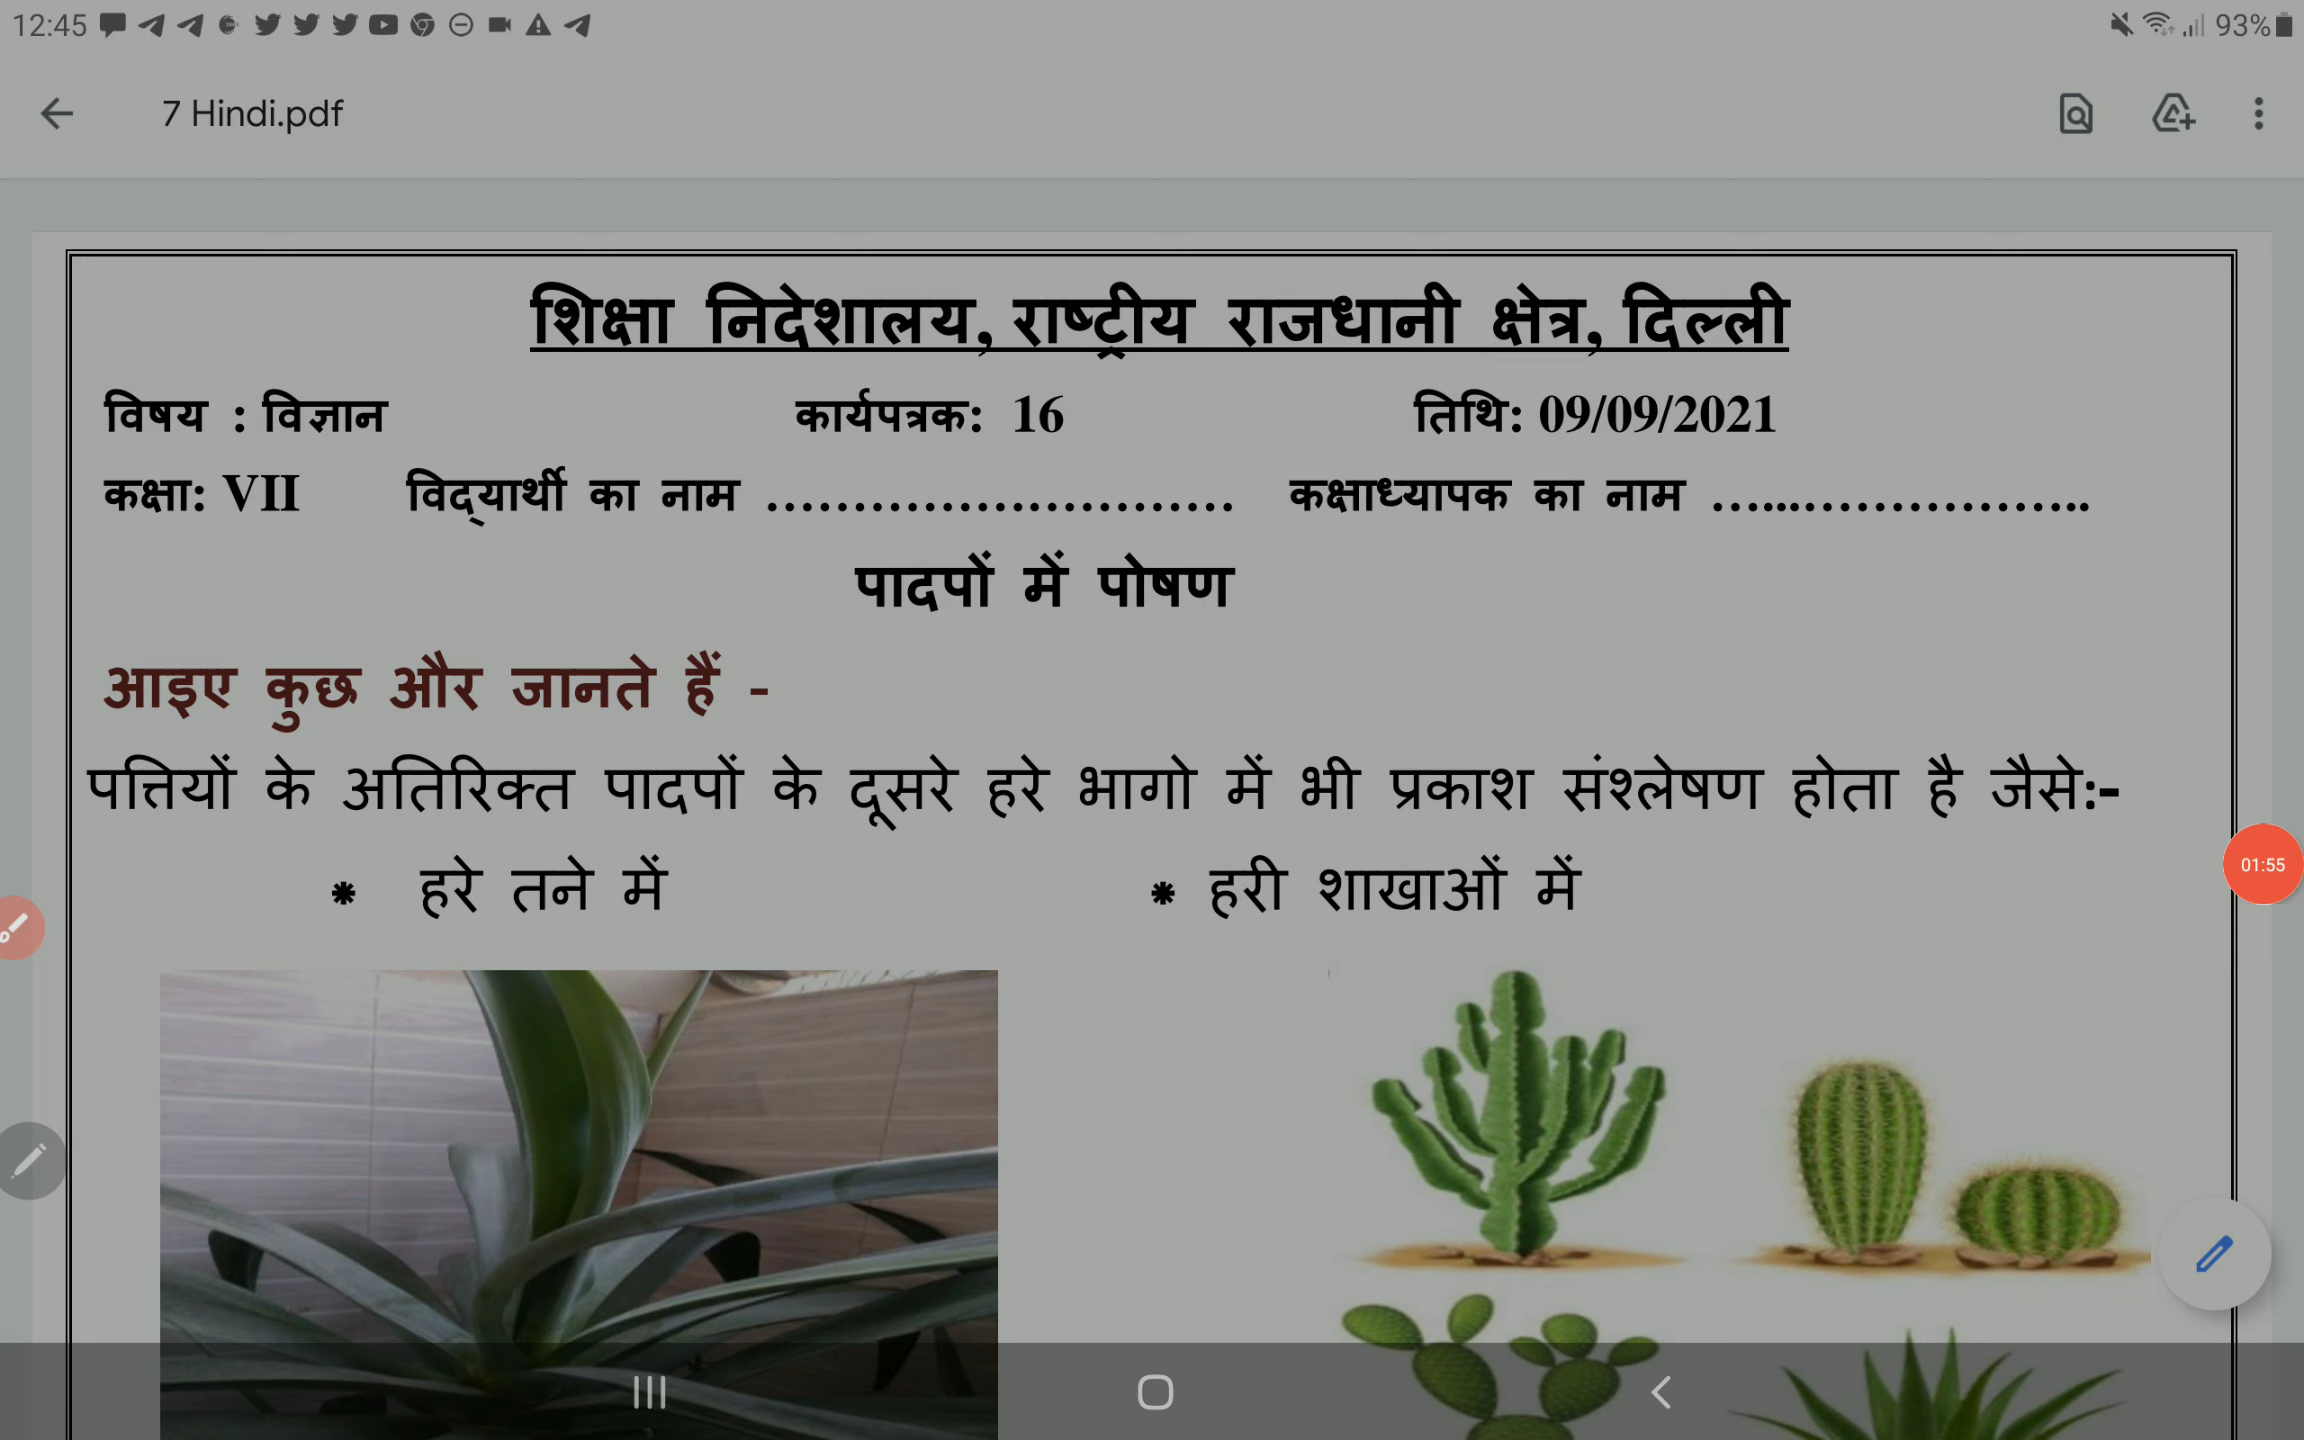 12:45 93%
7 Hindi.pdf
शिक्षा निदेशालय, राष्ट्रीय राजधानी क्षेत्र, दिल्ली
विषय : विज्ञान कार्यपत्रक: 16 तिथि: 09/09/2021
कक्षा: VII विद्यार्थी का नाम ………………………… कक्षाध्यापक का नाम …...………………..
पादपों में पोषण
आइए कुछ और जानते हैं -
पत्तियों के अतिरिक्त पादपों के दूसरे हरे भागो में भी प्रकाश संश्लेषण होता है जैसे:-
* हरे तने में * हरी शाखाओं में
01:55